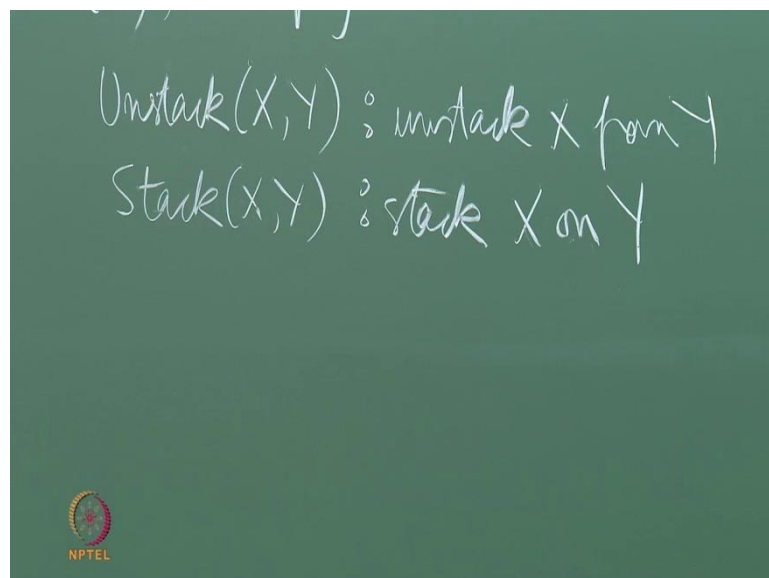 Unstack(X,Y) : unstack X from Y
Stack(X,Y) : stack X on Y
NPTEL